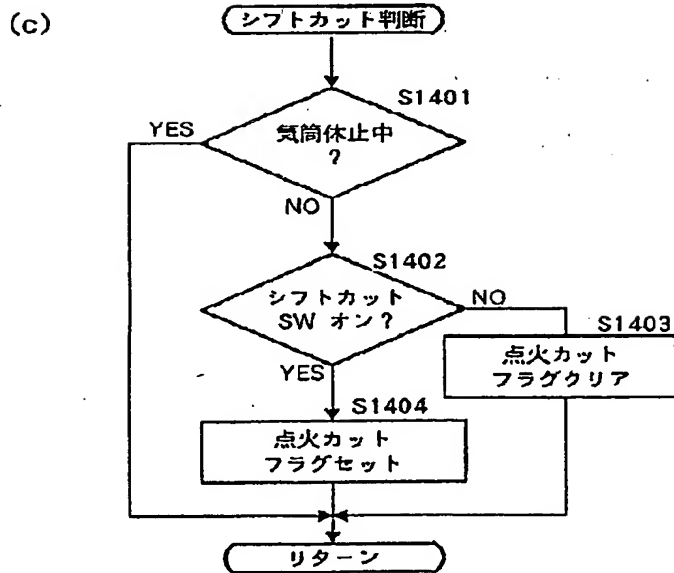 (c)
シフトカット判断
S1401
YES
気筒休止中
?
NO
S1402
シフトカット
SW オン?
NO
S1403
点火カット
フラグクリア
YES
S1404
点火カット
フラグセット
リターン